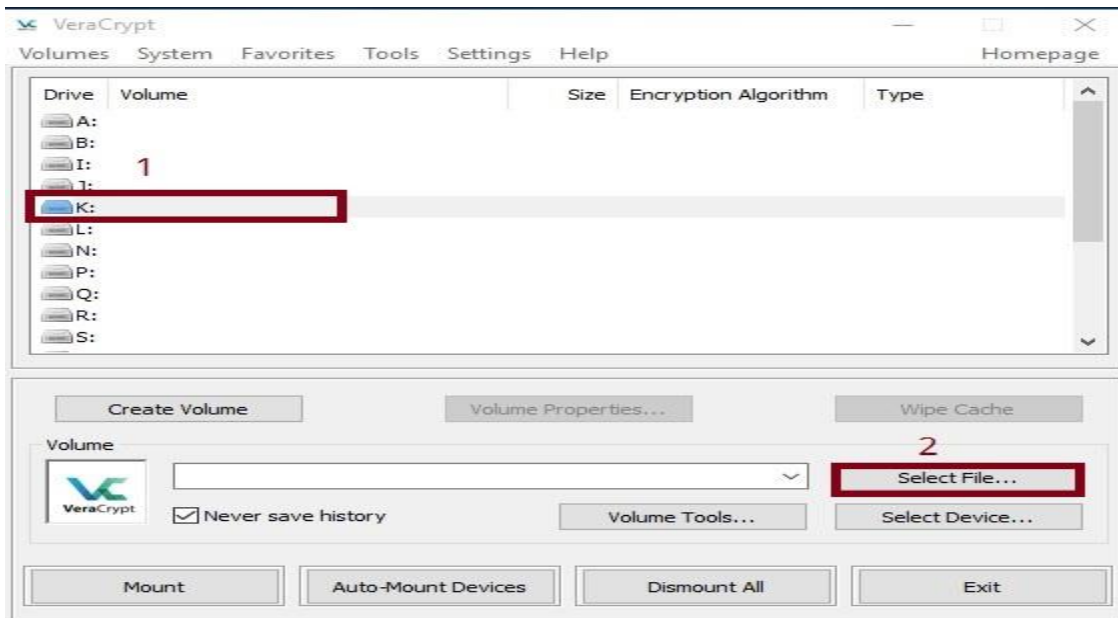 VeraCrypt
Volumes System Favorites Tools Settings Help Homepage
Drive Volume Size Encryption Algorithm Type
A:
B:
I:
1
J:
K:
L:
N:
P:
Q:
R:
S:
Create Volume Volume Properties... Wipe Cache
Volume
2
Select File...
VeraCrypt
Never save history Volume Tools... Select Device...
Mount Auto-Mount Devices Dismount All Exit